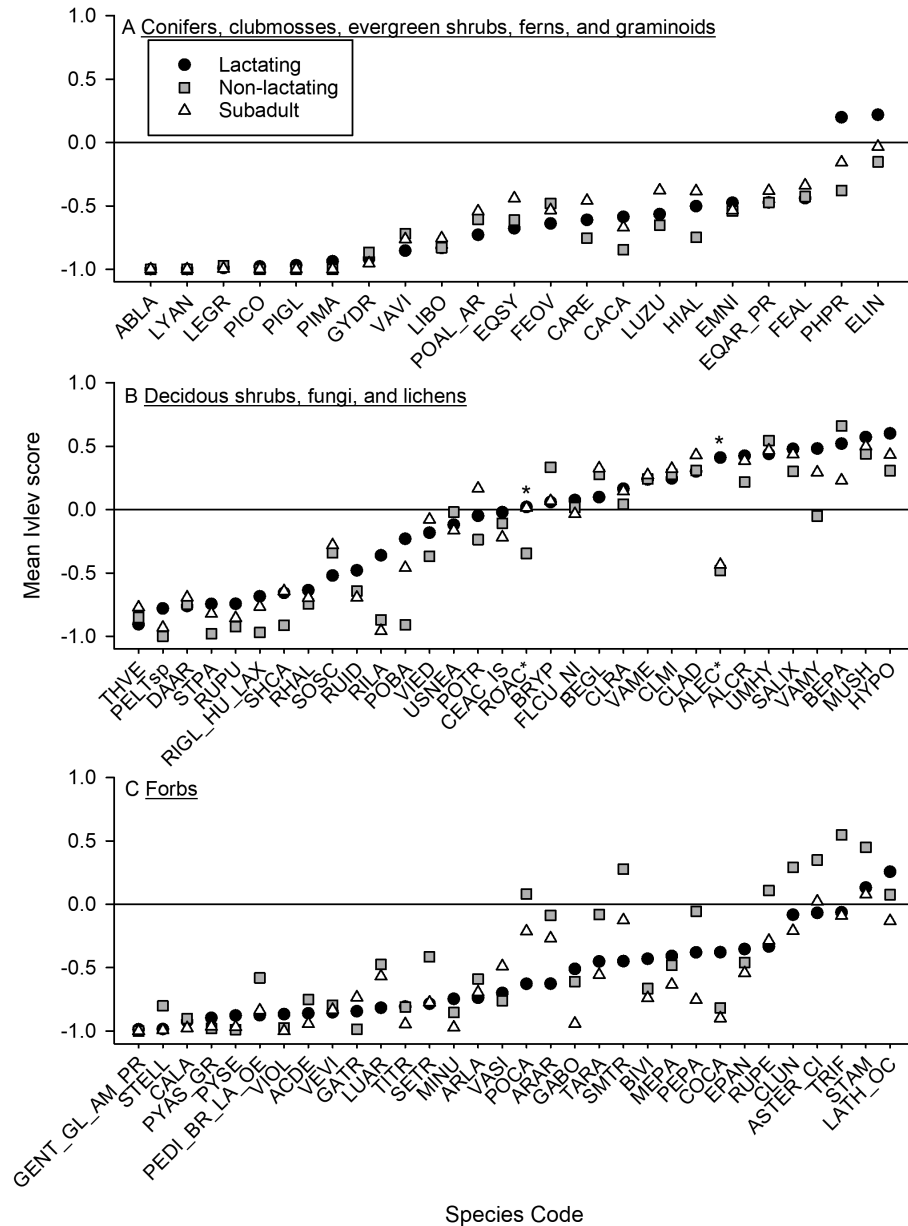 A Conifers, clubmosses, evergreen shrubs, ferns, and graminoids
Lactating
Non-lactating
Subadult
1.0
0.5
0.0
-0.5
-1.0
ABLA
LYAN
LEGR
PICO
PIGL
PIMA
GYDR
VAVI
LIBO
POAL_AR
EQSY
FEOV
CARE
CACA
LUZU
HIAL
EMNI
EQAR_PR
FEAL
PHPR
ELIN
B Decidous shrubs, fungi, and lichens
1.0
0.5
0.0
-0.5
-1.0
*
*
THVE
PELTsp
DAAR
STPA
RUPU
RIGL_HU_LAX
SHCA
RHAL
SOSC
RUID
RILA
POBA
VIED
USNEA
POTR
CEAC_IS
ROAC*
BRYP
FLCU_NI
BEGL
CLRA
VAME
CLMI
CLAD
ALEC*
ALCR
UMHY
SALIX
VAMY
BEPA
MUSH
HYPO
Mean Ivlev score
C Forbs
1.0
0.5
0.0
-0.5
-1.0
GENT_GL_AM_PR
STELL
CALA
PYAS_GR
PYSE
PEDI_BR_LA_OE
VIOL
ACDE
VEVI
GATR
LUAR
TITR
SETR
MINU
ARLA
VASI
POCA
ARAR
GABO
TARA
SMTR
BIVI
MEPA
PEPA
COCA
EPAN
RUPE
CLUN
ASTER_CI
TRIF
STAM
LATH_OC
Species Code